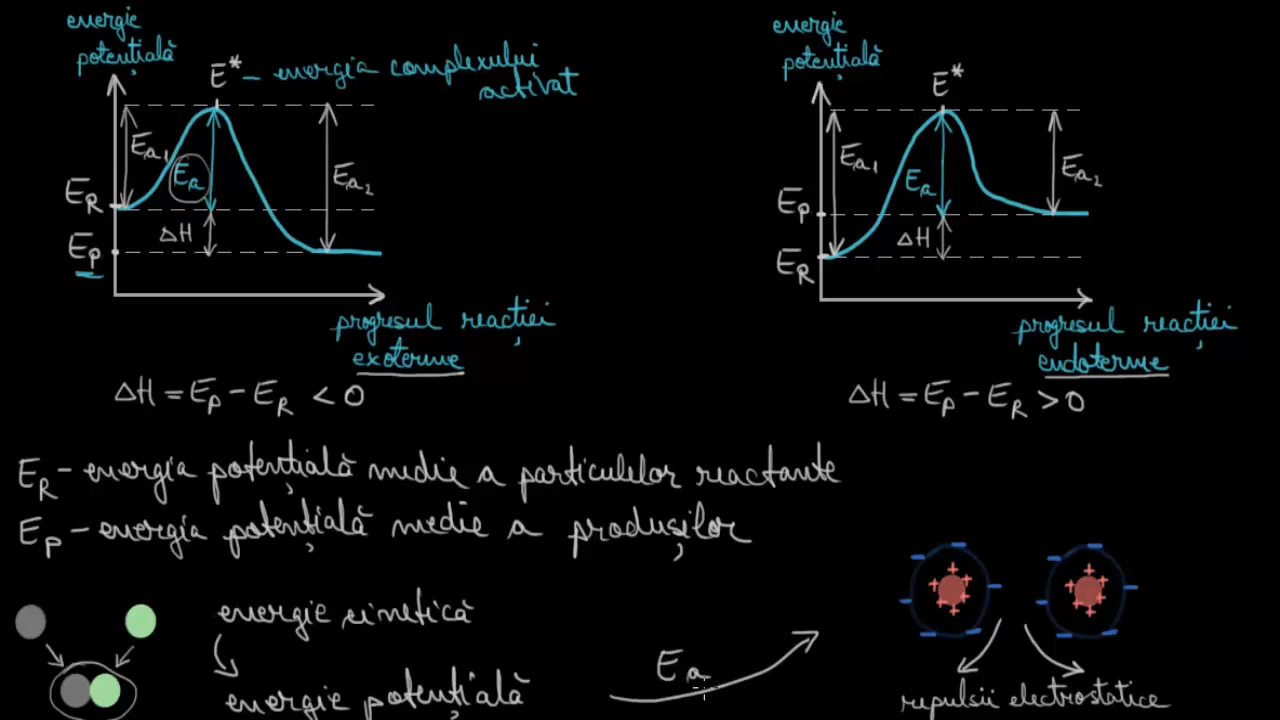 energie
potențială
E* – energia complexului
activat
Ea1
Ea
Ea2
ER
ΔH
EP
progresul reacției
exoterme
ΔH = EP – ER < 0
energie
potențială
E*
Ea1
Ea
Ea2
EP
ΔH
ER
progresul reacției
endoterme
ΔH = EP – ER > 0
ER – energia potențială medie a particulelor reactante
EP – energia potențială medie a produșilor
energie cinetică
energie potențială
Ea
+ + + + +
+ + + + +
repulsii electrostatice